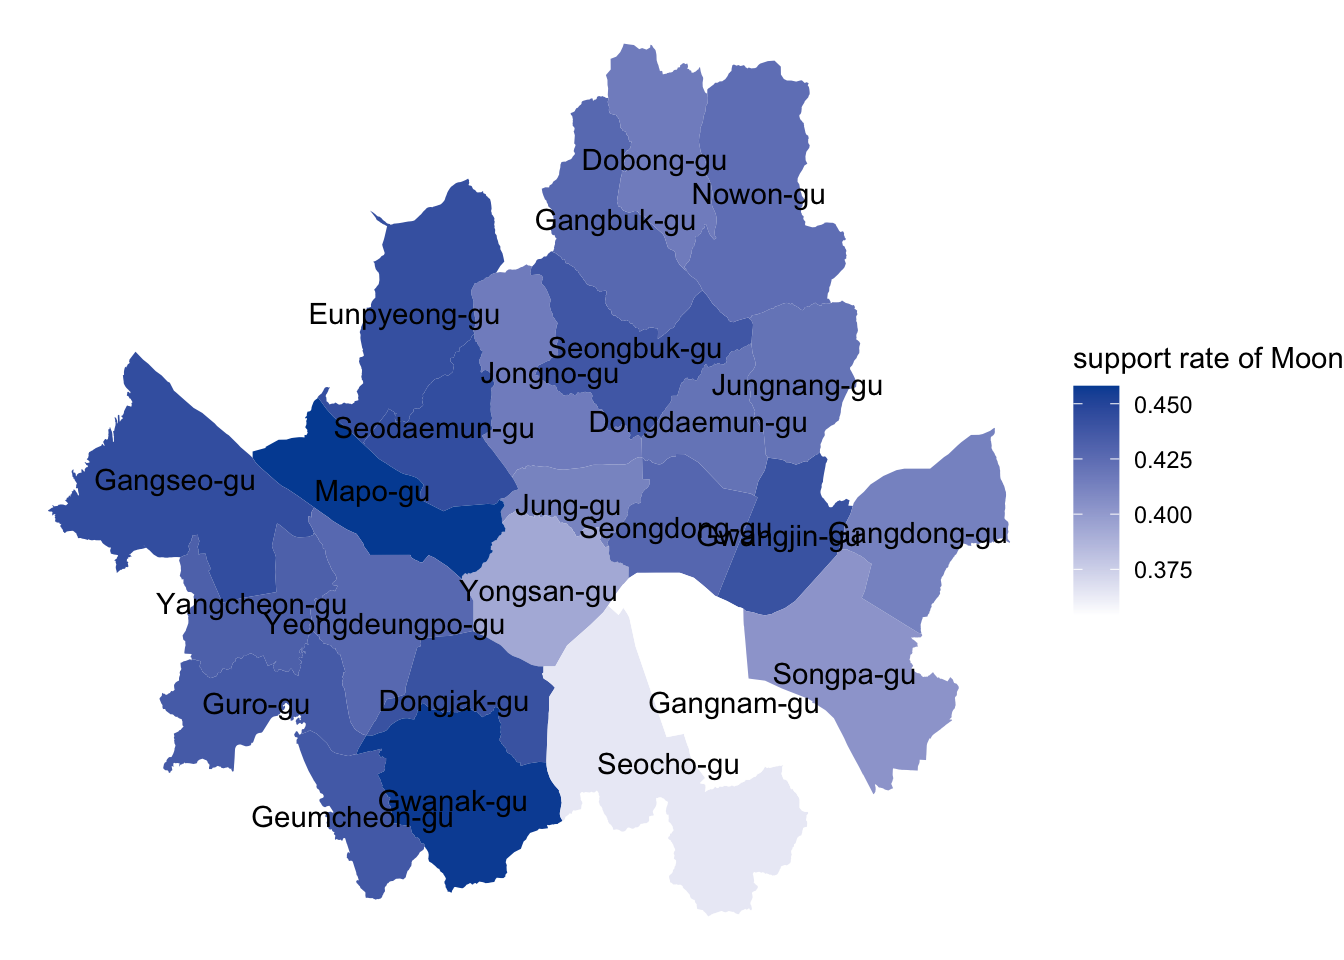 Dobong-gu
Nowon-gu
Gangbuk-gu
Eunpyeong-gu
Seongbuk-gu
Jongno-gu
Jungnang-gu
Dongdaemun-gu
Seodaemun-gu
Gangseo-gu
Mapo-gu
Jung-gu
Seongdong-gu
Gwangjin-gu
Gangdong-gu
Yongsan-gu
Yangcheon-gu
Yeongdeungpo-gu
Songpa-gu
Guro-gu
Dongjak-gu
Gangnam-gu
Seocho-gu
Gwanak-gu
Geumcheon-gu
support rate of Moon
0.450
0.425
0.400
0.375